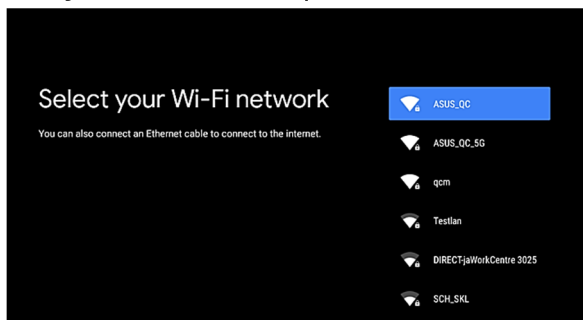 Select your Wi-Fi network
You can also connect an Ethernet cable to connect to the internet.
ASUS_QC
ASUS_QC_5G
qcm
Testlan
DIRECT-jaWorkCentre 3025
SCH_SKL